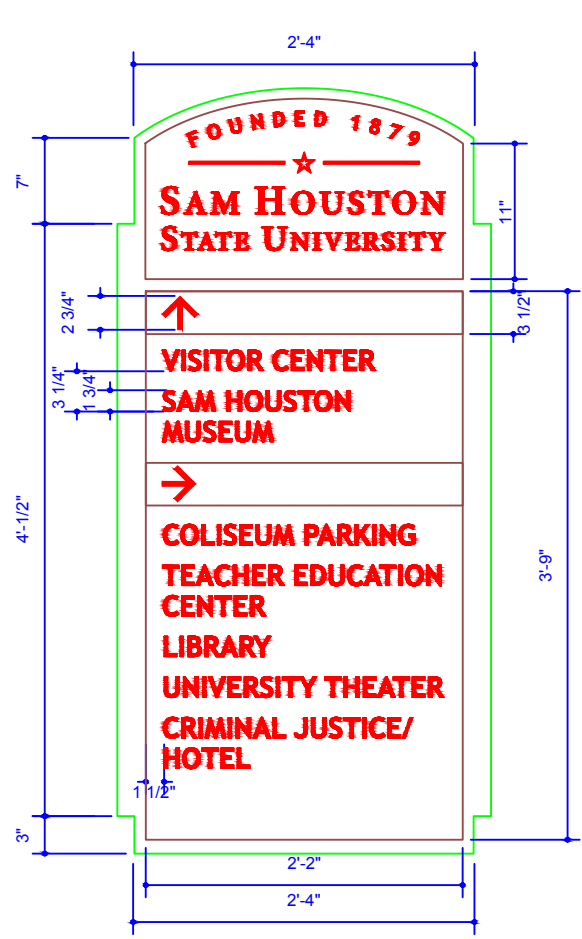 2'-4"
FOUNDED 1879
7"
SAM HOUSTON
STATE UNIVERSITY
11"
2 3/4"
3 1/2"
VISITOR CENTER
3 1/4"
1 3/4"
SAM HOUSTON
MUSEUM
4'-1/2"
COLISEUM PARKING
3'-9"
TEACHER EDUCATION
CENTER
LIBRARY
UNIVERSITY THEATER
CRIMINAL JUSTICE/
HOTEL
1 1/2"
3"
2'-2"
2'-4"